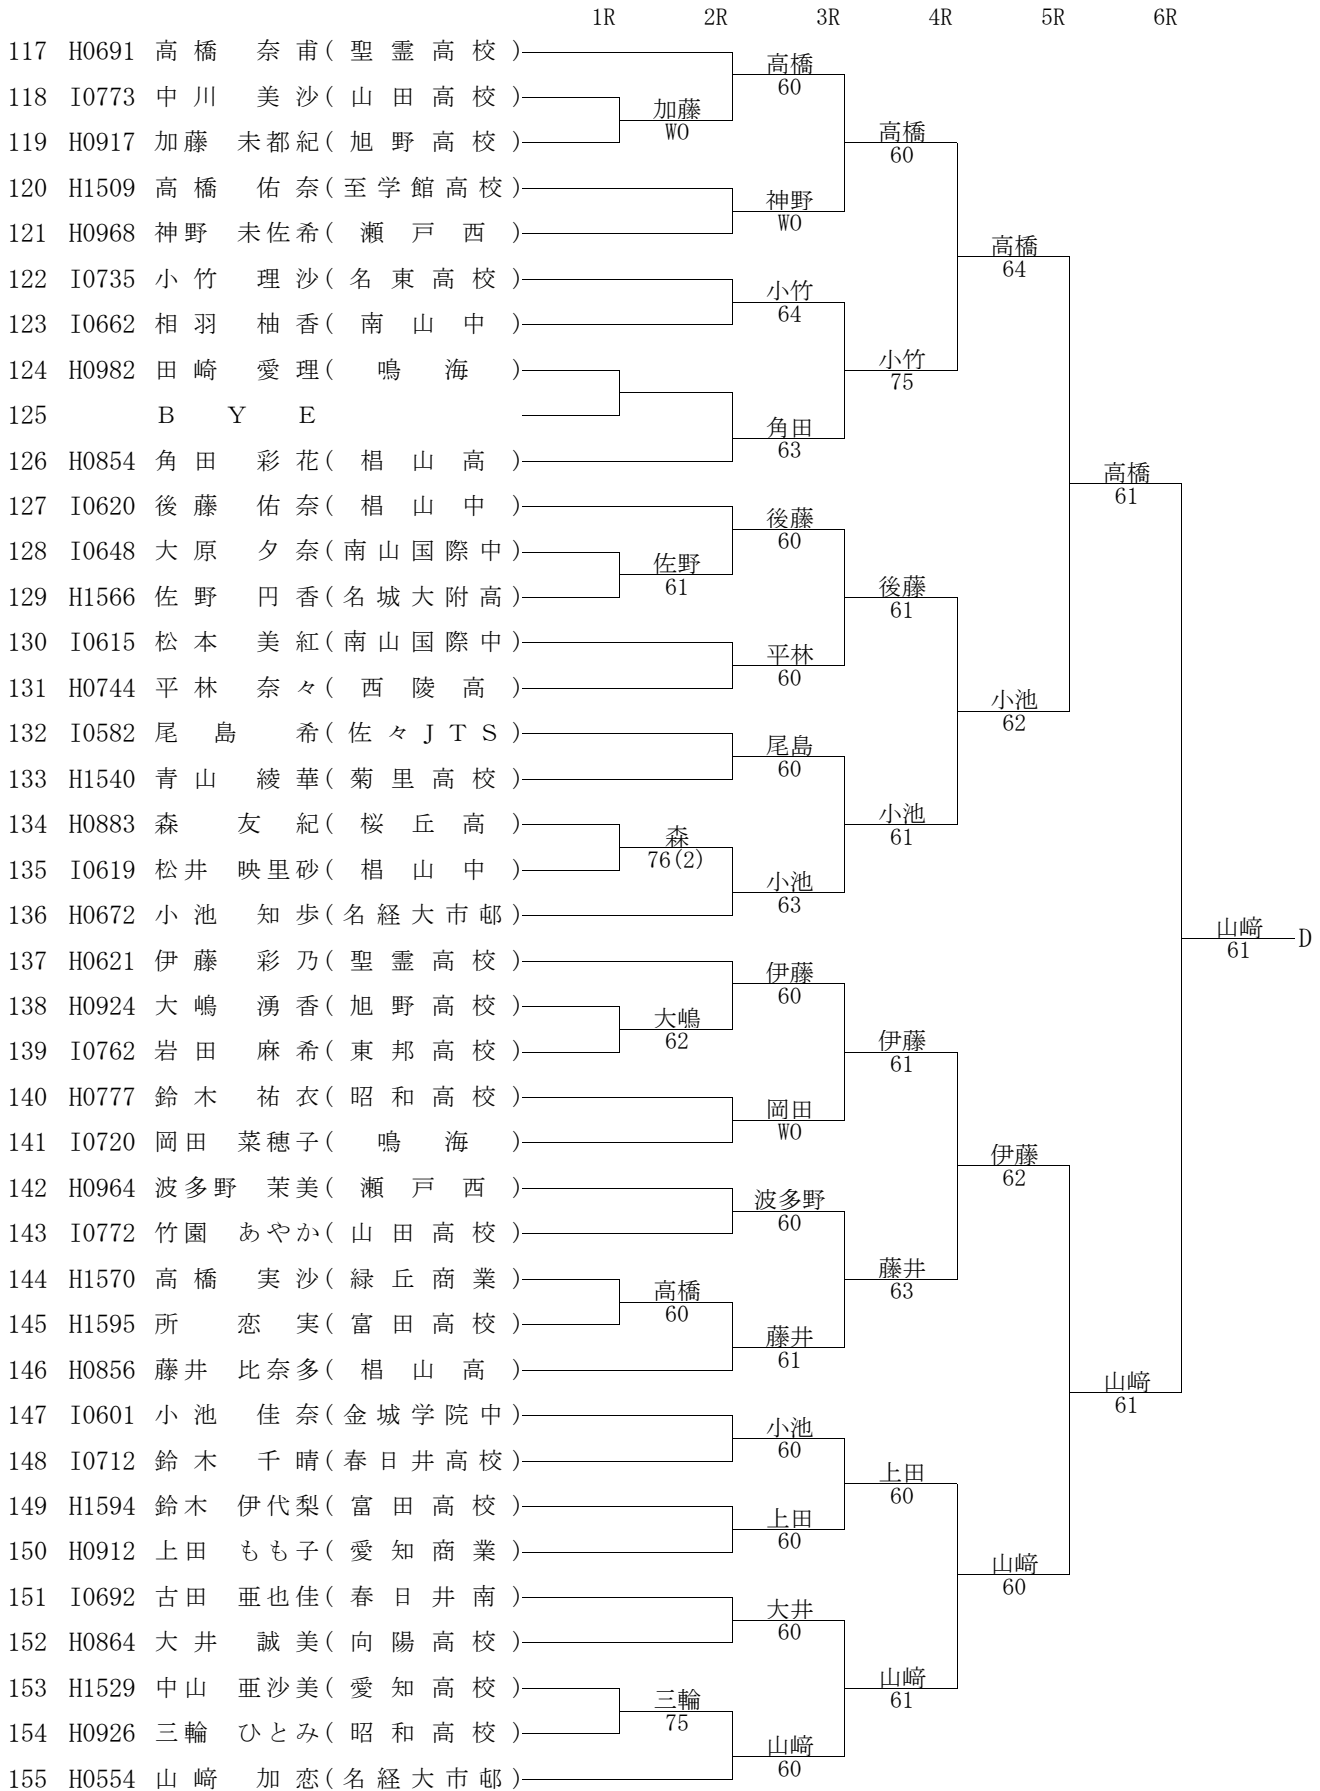 1R 2R 3R 4R 5R 6R
117 H0691 高橋 奈甫(聖霊高校)
高橋
60
118 I0773 中川 美沙(山田高校)
加藤
WO
119 H0917 加藤 未都紀(旭野高校)
高橋
60
120 H1509 高橋 佑奈(至学館高校)
神野
WO
121 H0968 神野 未佐希(瀬戸西)
高橋
64
122 I0735 小竹 理沙(名東高校)
小竹
64
123 I0662 相羽 柚香(南山中)
124 H0982 田崎 愛理(鳴海)
小竹
75
125 BYE
角田
63
126 H0854 角田 彩花(椙山高)
高橋
61
127 I0620 後藤 佑奈(椙山中)
後藤
60
128 I0648 大原 夕奈(南山国際中)
佐野
61
129 H1566 佐野 円香(名城大附高)
後藤
61
130 I0615 松本 美紅(南山国際中)
平林
60
131 H0744 平林 奈々(西陵高)
小池
62
132 I0582 尾島 希(佐々JTS)
尾島
60
133 H1540 青山 綾華(菊里高校)
134 H0883 森 友紀(桜丘高)
小池
61
森
76(2)
135 I0619 松井 映里砂(椙山中)
小池
63
136 H0672 小池 知歩(名経大市邨)
山﨑
61
D
137 H0621 伊藤 彩乃(聖霊高校)
伊藤
60
138 H0924 大嶋 湧香(旭野高校)
大嶋
62
139 I0762 岩田 麻希(東邦高校)
伊藤
61
140 H0777 鈴木 祐衣(昭和高校)
岡田
WO
141 I0720 岡田 菜穂子(鳴海)
伊藤
62
142 H0964 波多野 茉美(瀬戸西)
波多野
60
143 I0772 竹園 あやか(山田高校)
144 H1570 高橋 実沙(緑丘商業)
藤井
63
高橋
60
145 H1595 所 恋実(富田高校)
藤井
61
146 H0856 藤井 比奈多(椙山高)
山﨑
61
147 I0601 小池 佳奈(金城学院中)
小池
60
148 I0712 鈴木 千晴(春日井高校)
上田
60
149 H1594 鈴木 伊代梨(富田高校)
上田
60
150 H0912 上田 もも子(愛知商業)
山﨑
60
151 I0692 古田 亜也佳(春日井南)
大井
60
152 H0864 大井 誠美(向陽高校)
153 H1529 中山 亜沙美(愛知高校)
山﨑
61
三輪
75
154 H0926 三輪 ひとみ(昭和高校)
山﨑
60
155 H0554 山﨑 加恋(名経大市邨)